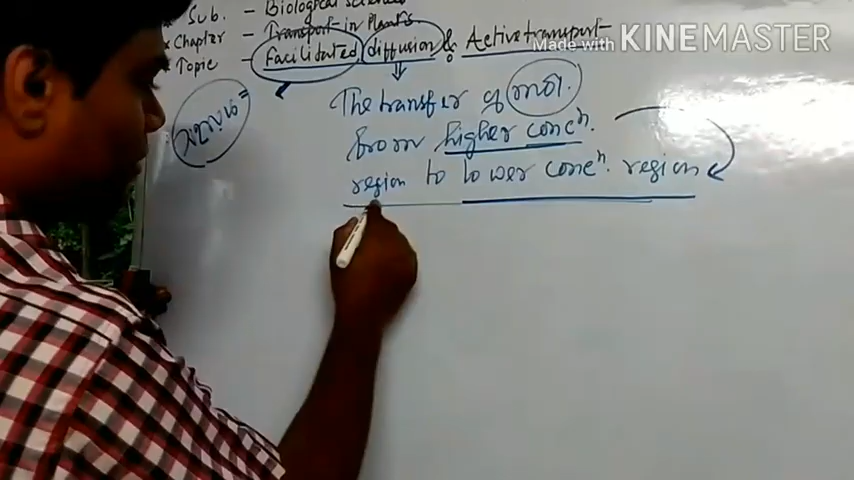 Sub. - Biological Science
Chapter - Transport in Plants
Topic - Facilitated diffusion & Active transport
Made with KINEMASTER
The transfer of mol.
from higher concⁿ.
region to lower concⁿ. region